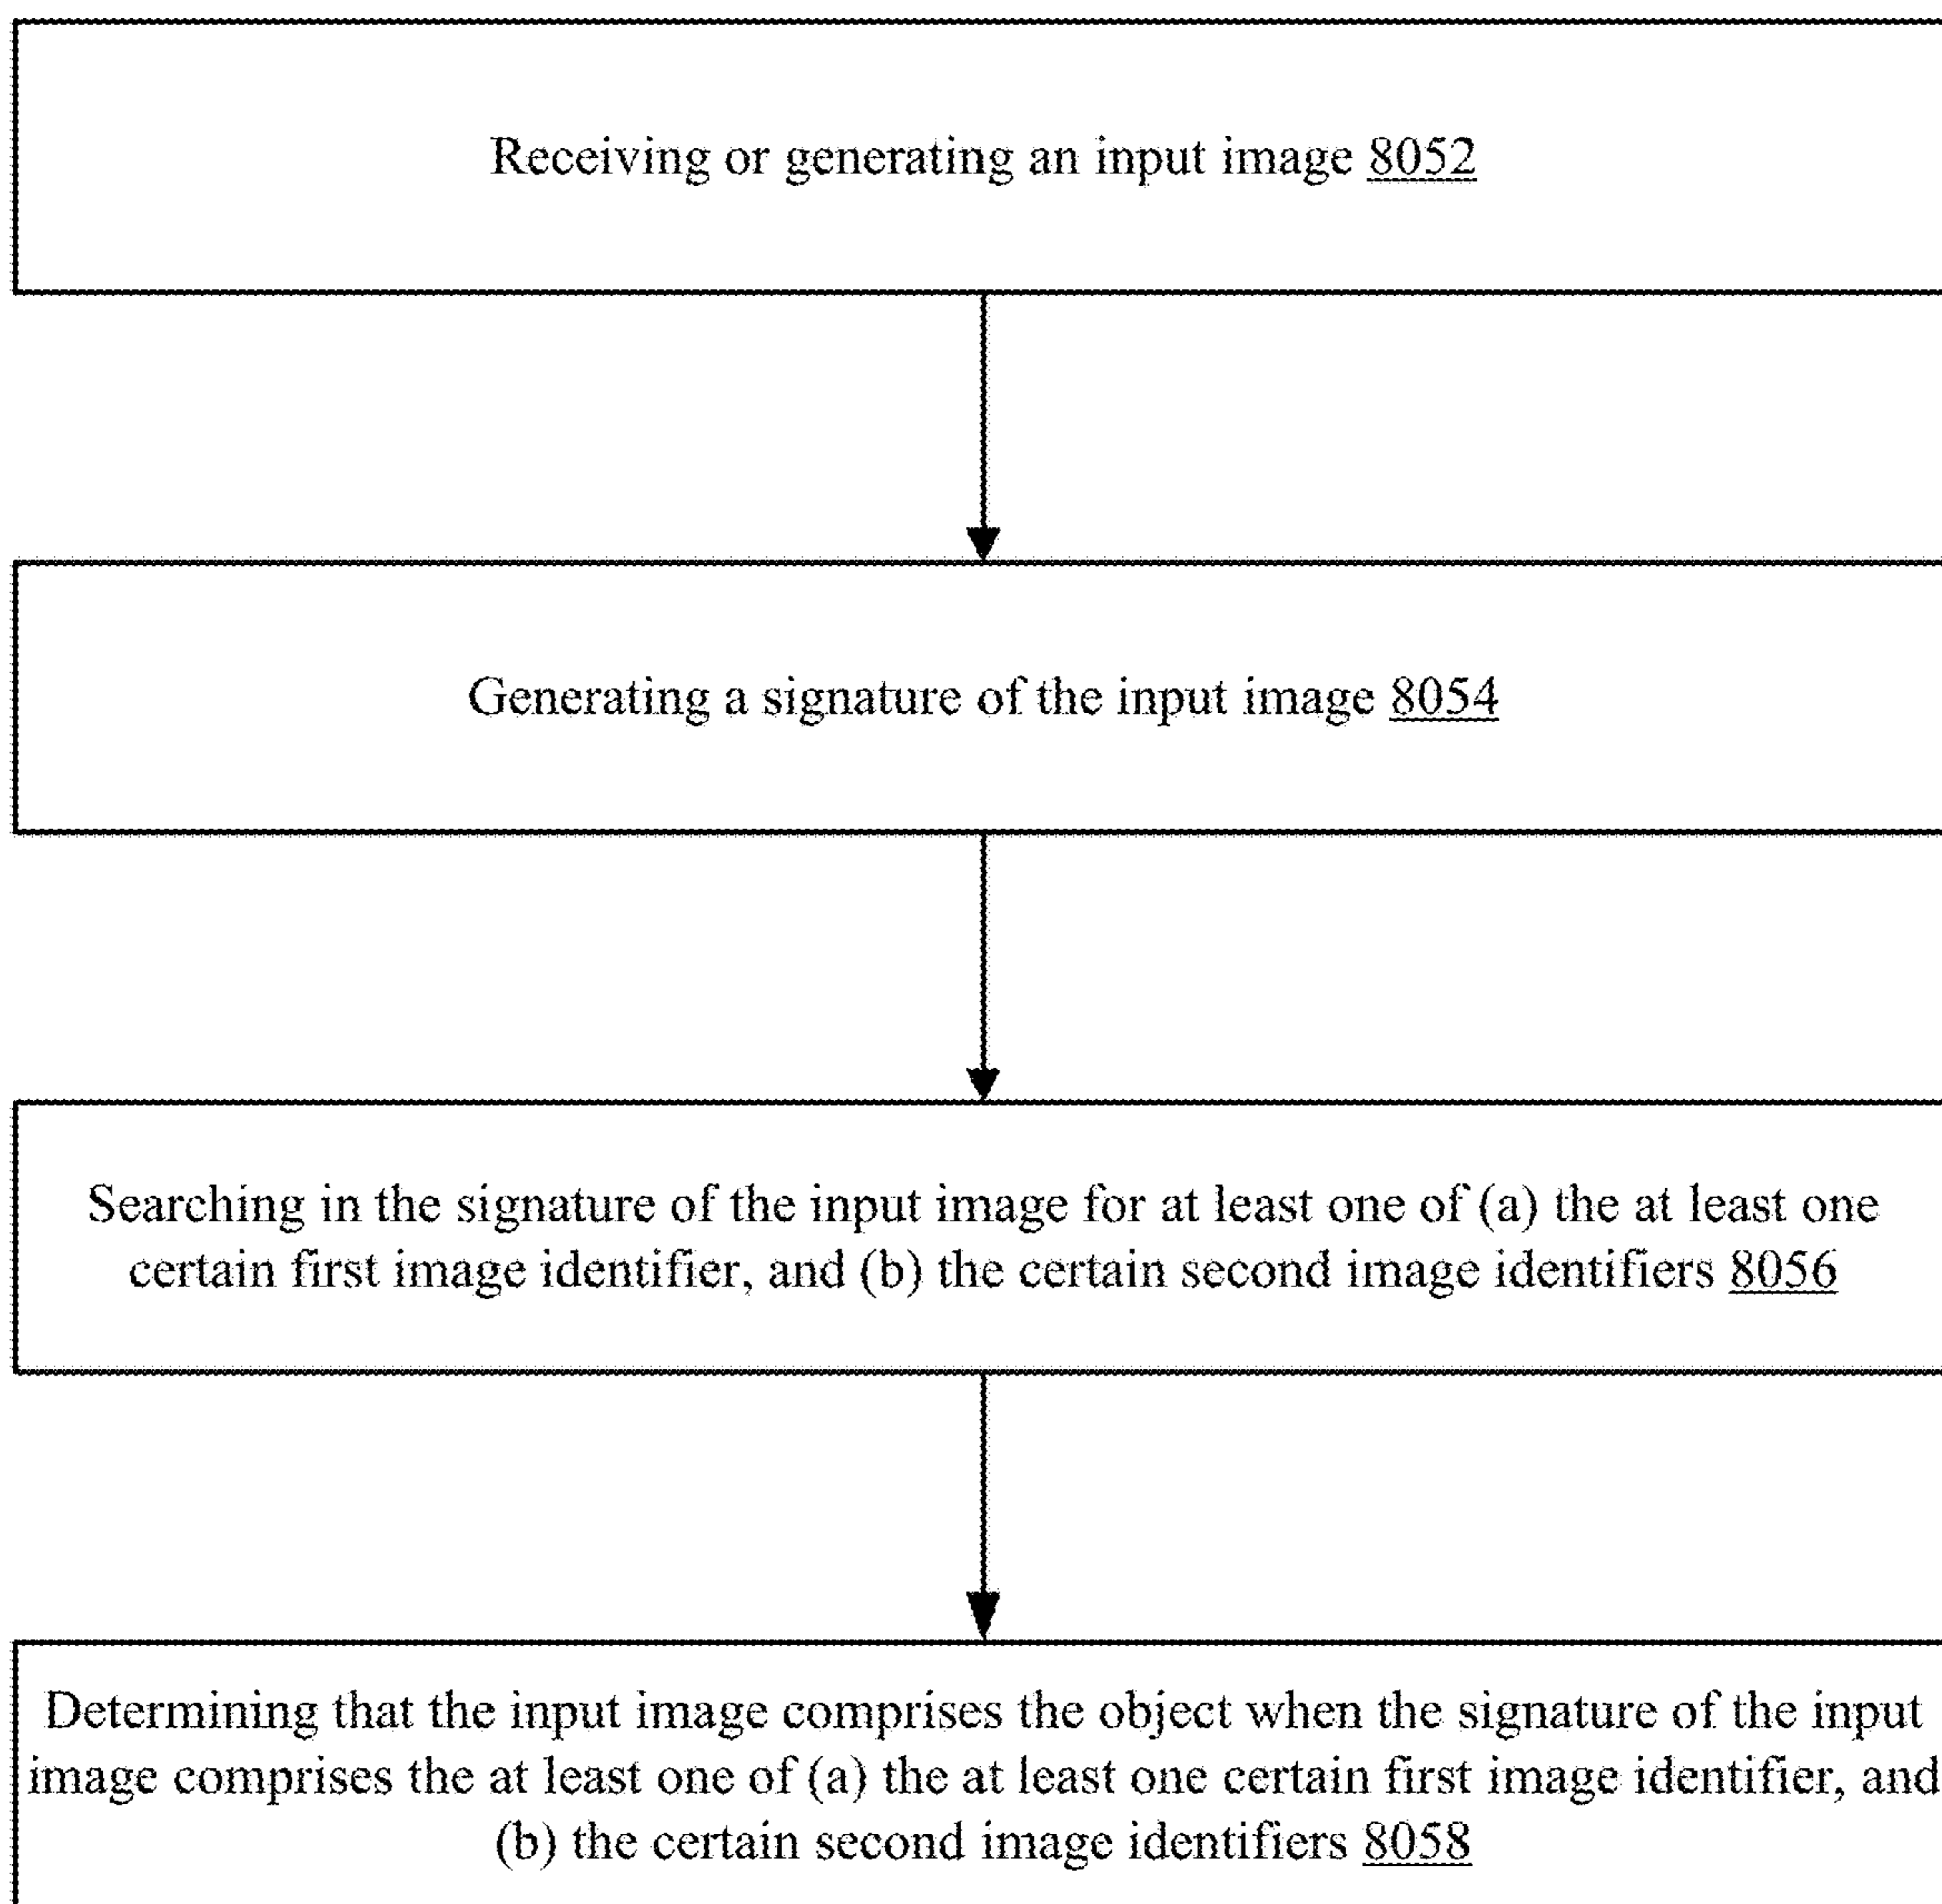 Receiving or generating an input image 8052
Generating a signature of the input image 8054
Searching in the signature of the input image for at least one of (a) the at least one
certain first image identifier, and (b) the certain second image identifiers 8056
Determining that the input image comprises the object when the signature of the input
image comprises the at least one of (a) the at least one certain first image identifier, and
(b) the certain second image identifiers 8058